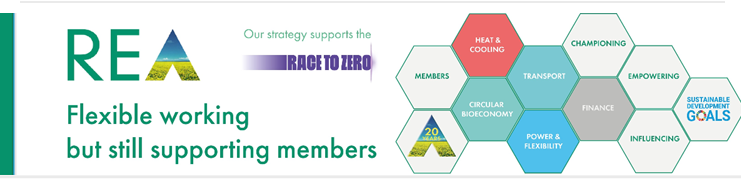 REA
Our strategy supports the
RACE TO ZERO
Flexible working
but still supporting members
HEAT &
COOLING
CHAMPIONING
MEMBERS
TRANSPORT
EMPOWERING
CIRCULAR
BIOECONOMY
FINANCE
SUSTAINABLE
DEVELOPMENT
GOALS
20
YEARS
POWER &
FLEXIBILITY
INFLUENCING